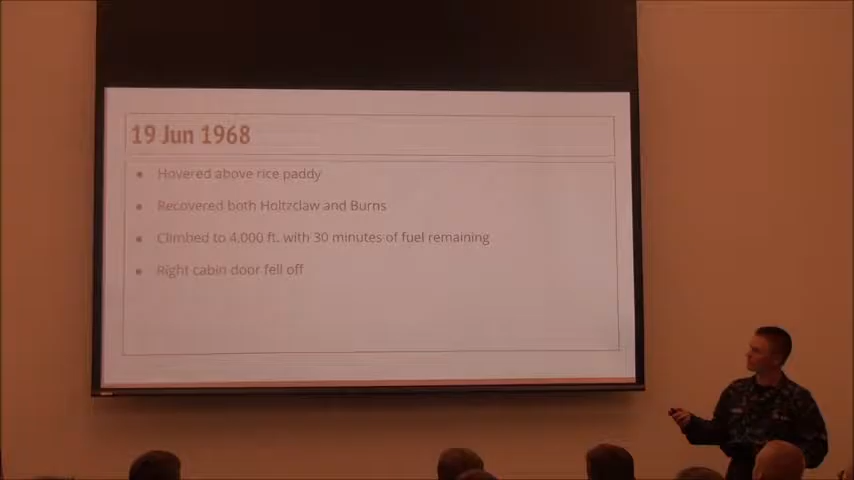 19 Jun 1968
Hovered above rice paddy
Recovered both Holtzclaw and Burns
Climbed to 4,000 ft. with 30 minutes of fuel remaining
Right cabin door fell off